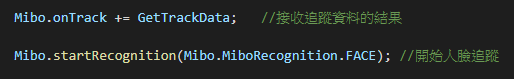 Mibo.onTrack += GetTrackData;   //接收追蹤資料的結果
Mibo.startRecognition(Mibo.MiboRecognition.FACE); //開始人臉追蹤